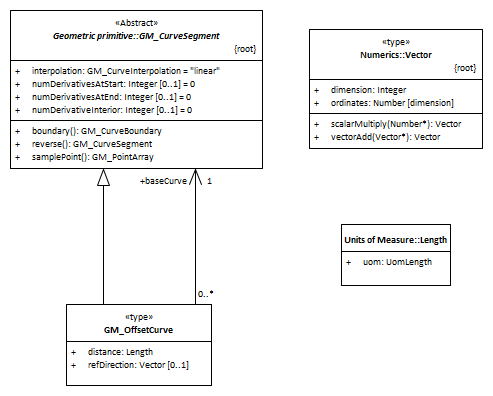 «Abstract»
Geometric primitive::GM_CurveSegment
{root}
+ interpolation: GM_CurveInterpolation = "linear"
+ numDerivativesAtStart: Integer [0..1] = 0
+ numDerivativesAtEnd: Integer [0..1] = 0
+ numDerivativeInterior: Integer [0..1] = 0
+ boundary(): GM_CurveBoundary
+ reverse(): GM_CurveSegment
+ samplePoint(): GM_PointArray
«type»
Numerics::Vector
{root}
+ dimension: Integer
+ ordinates: Number [dimension]
+ scalarMultiply(Number*): Vector
+ vectorAdd(Vector*): Vector
+baseCurve 1
0..*
Units of Measure::Length
+ uom: UomLength
«type»
GM_OffsetCurve
+ distance: Length
+ refDirection: Vector [0..1]